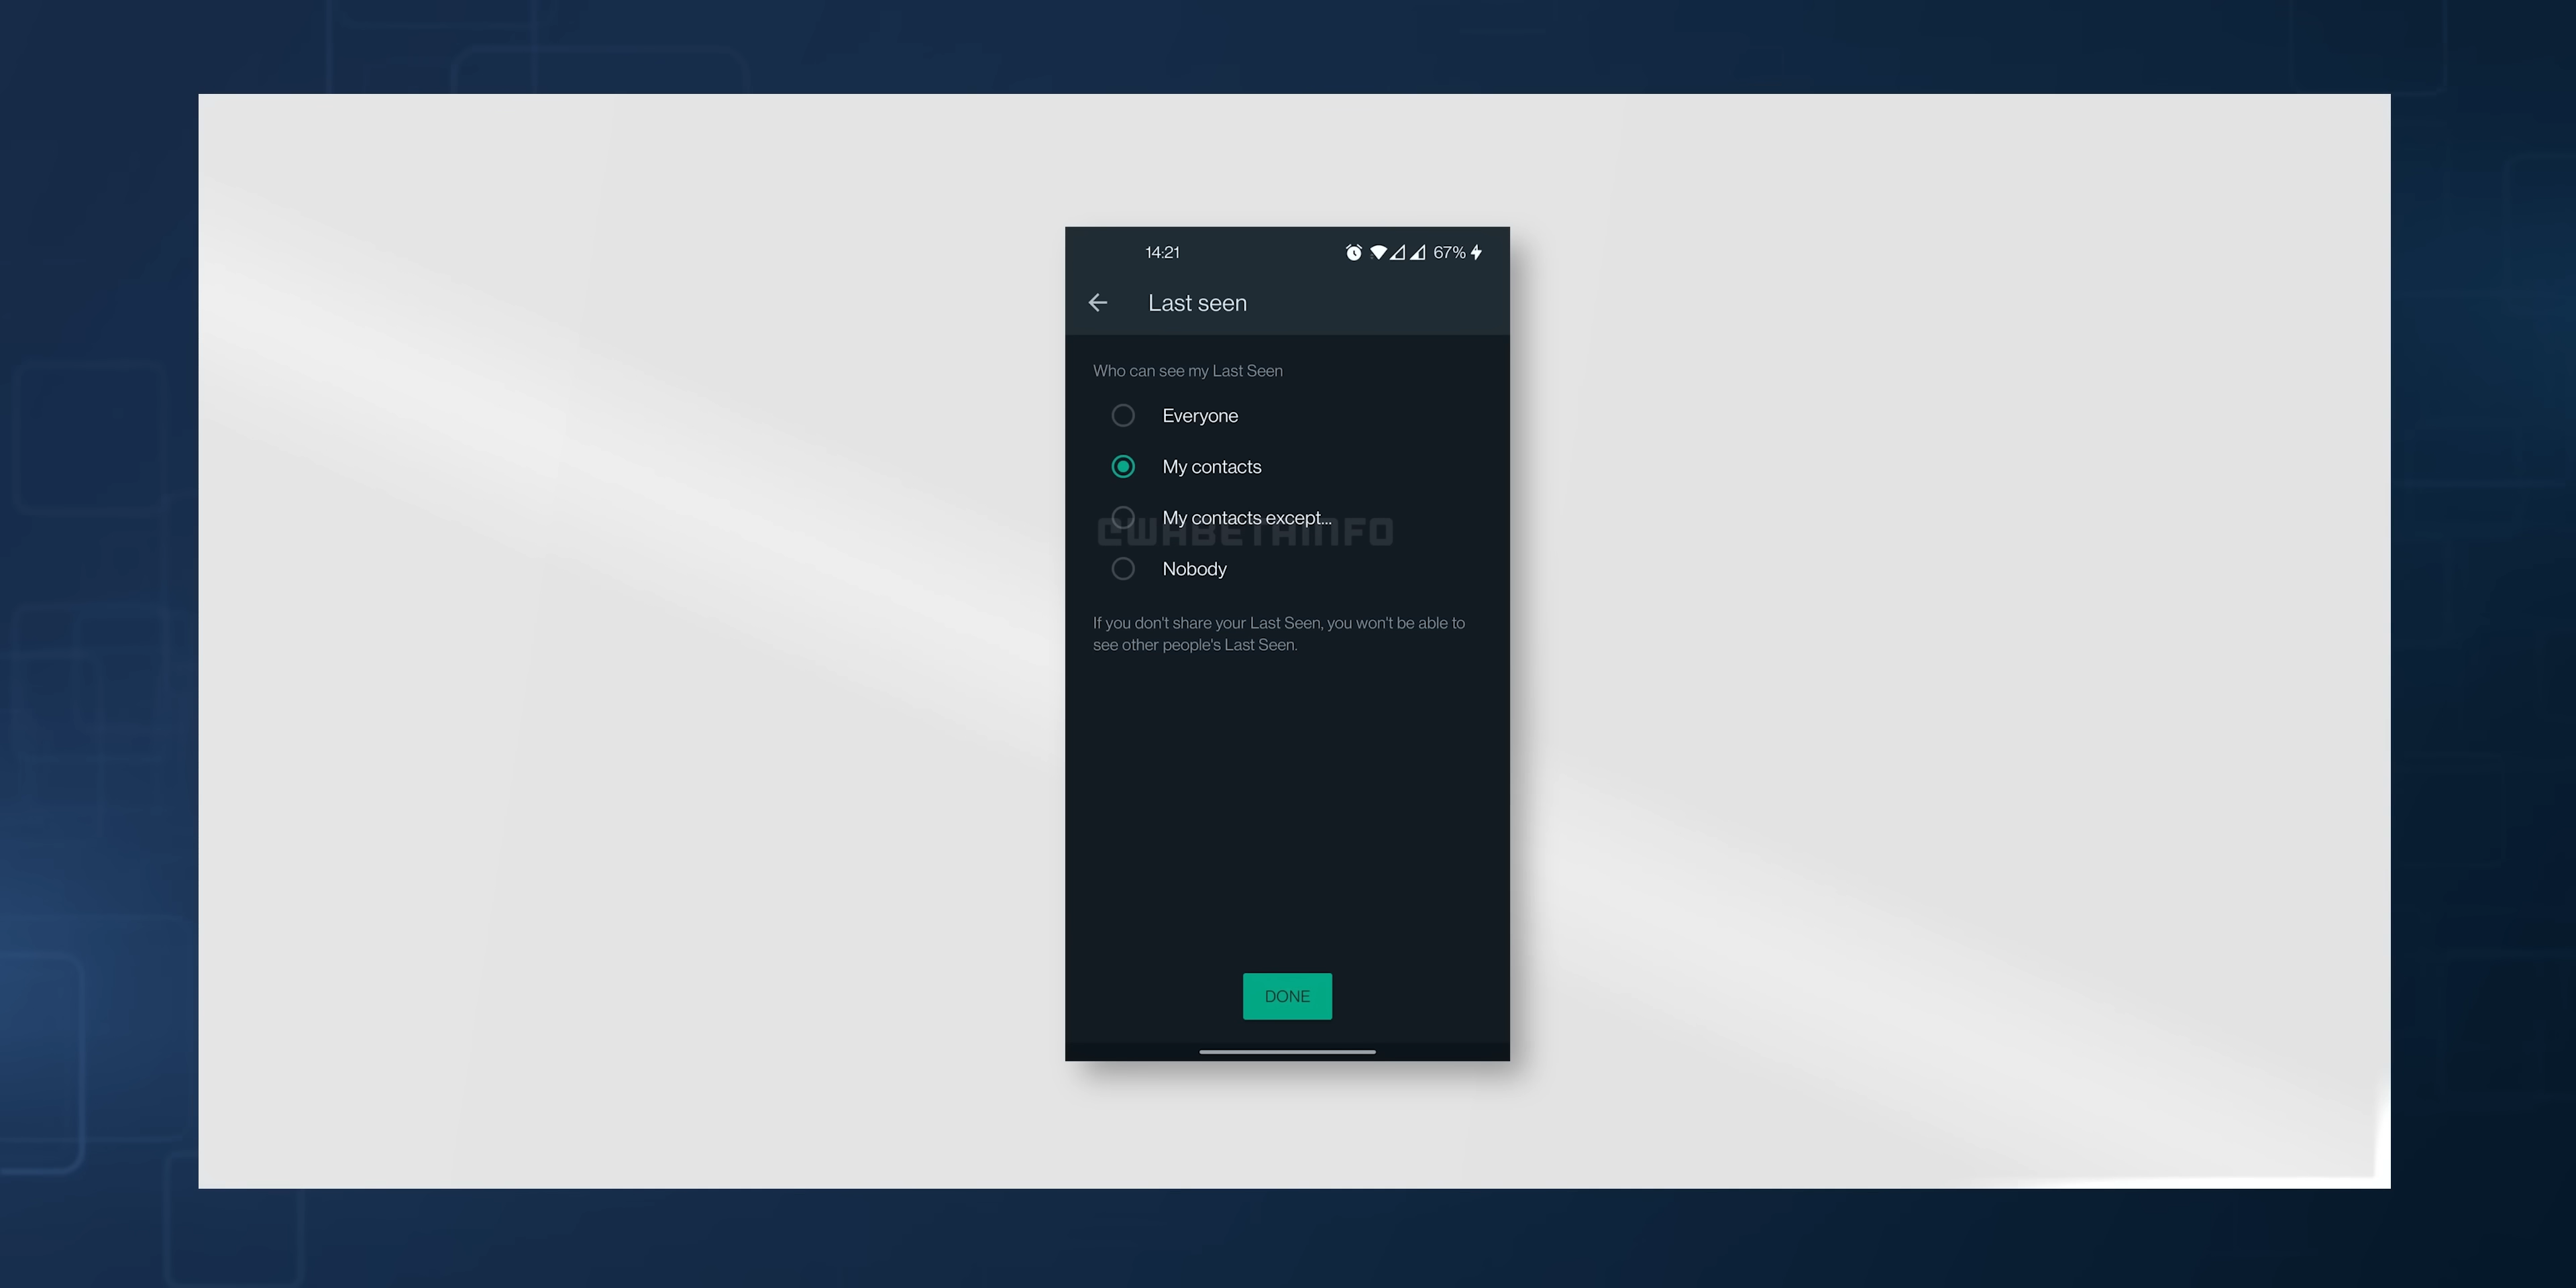 14:21 67%
Last seen
Who can see my Last Seen
Everyone
My contacts
My contacts except...
@WABETAINFO
Nobody
If you don't share your Last Seen, you won't be able to
see other people's Last Seen.
DONE